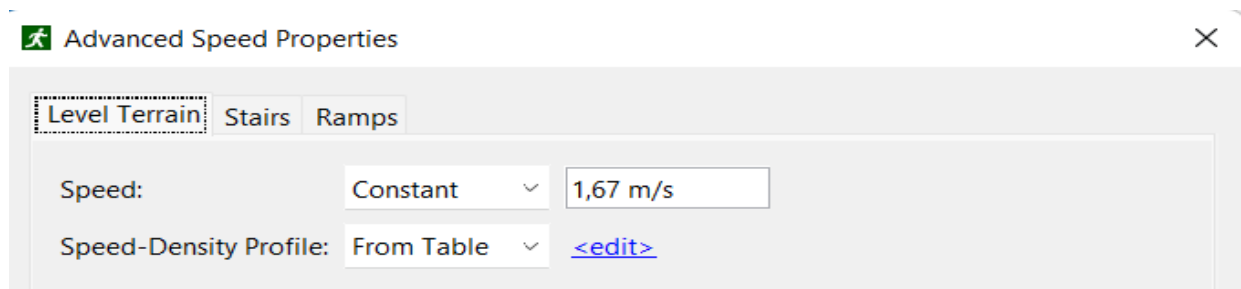 Advanced Speed Properties
Level Terrain Stairs Ramps
Speed: Constant 1,67 m/s
Speed-Density Profile: From Table <edit>